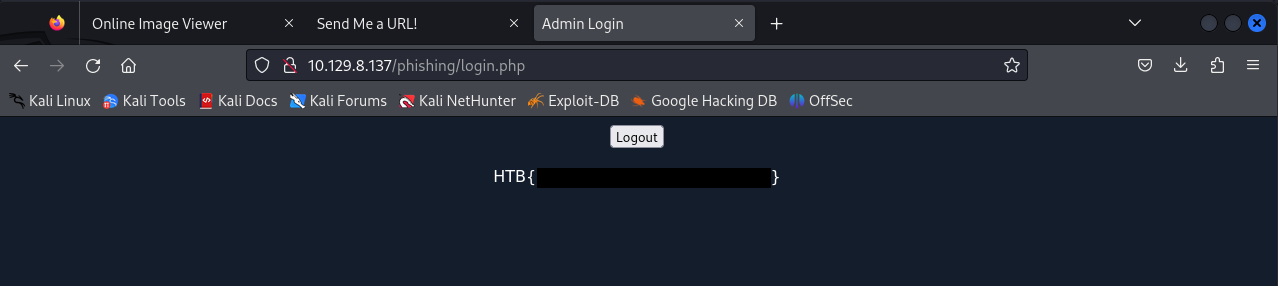 Online Image Viewer
Send Me a URL!
Admin Login
10.129.8.137/phishing/login.php
Kali Linux
Kali Tools
Kali Docs
Kali Forums
Kali NetHunter
Exploit-DB
Google Hacking DB
OffSec
Logout
HTB{ }